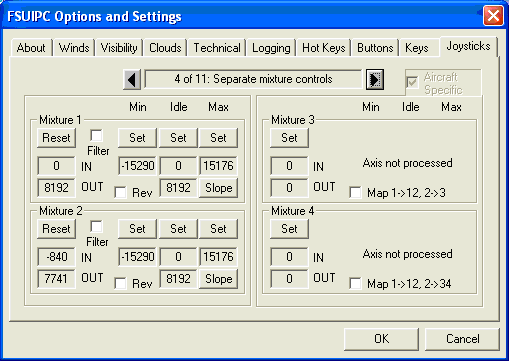 FSUIPC Options and Settings
About Winds Visibility Clouds Technical Logging Hot Keys Buttons Keys Joysticks
4 of 11: Separate mixture controls
Aircraft Specific
Min Idle Max
Mixture 1
Reset Filter Set Set Set
0 IN -15290 0 15176
8192 OUT Rev 8192 Slope
Mixture 2
Reset Filter Set Set Set
-840 IN -15290 0 15176
7741 OUT Rev 8192 Slope
Min Idle Max
Mixture 3
Set
0 IN Axis not processed
0 OUT Map 1->12, 2->3
Mixture 4
Set
0 IN Axis not processed
0 OUT Map 1->12, 2->34
OK Cancel